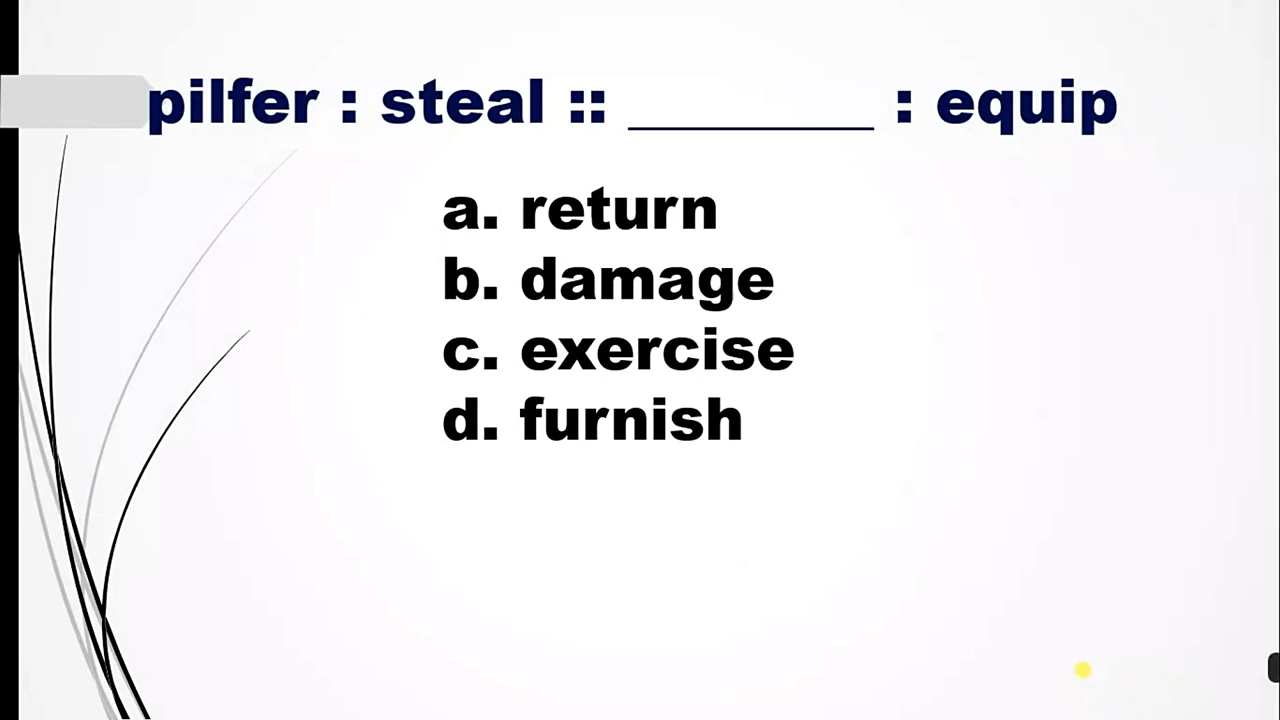 pilfer : steal :: ________ : equip
a. return
b. damage
c. exercise
d. furnish